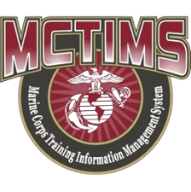 MCTIMS
Marine Corps Training Information Management System